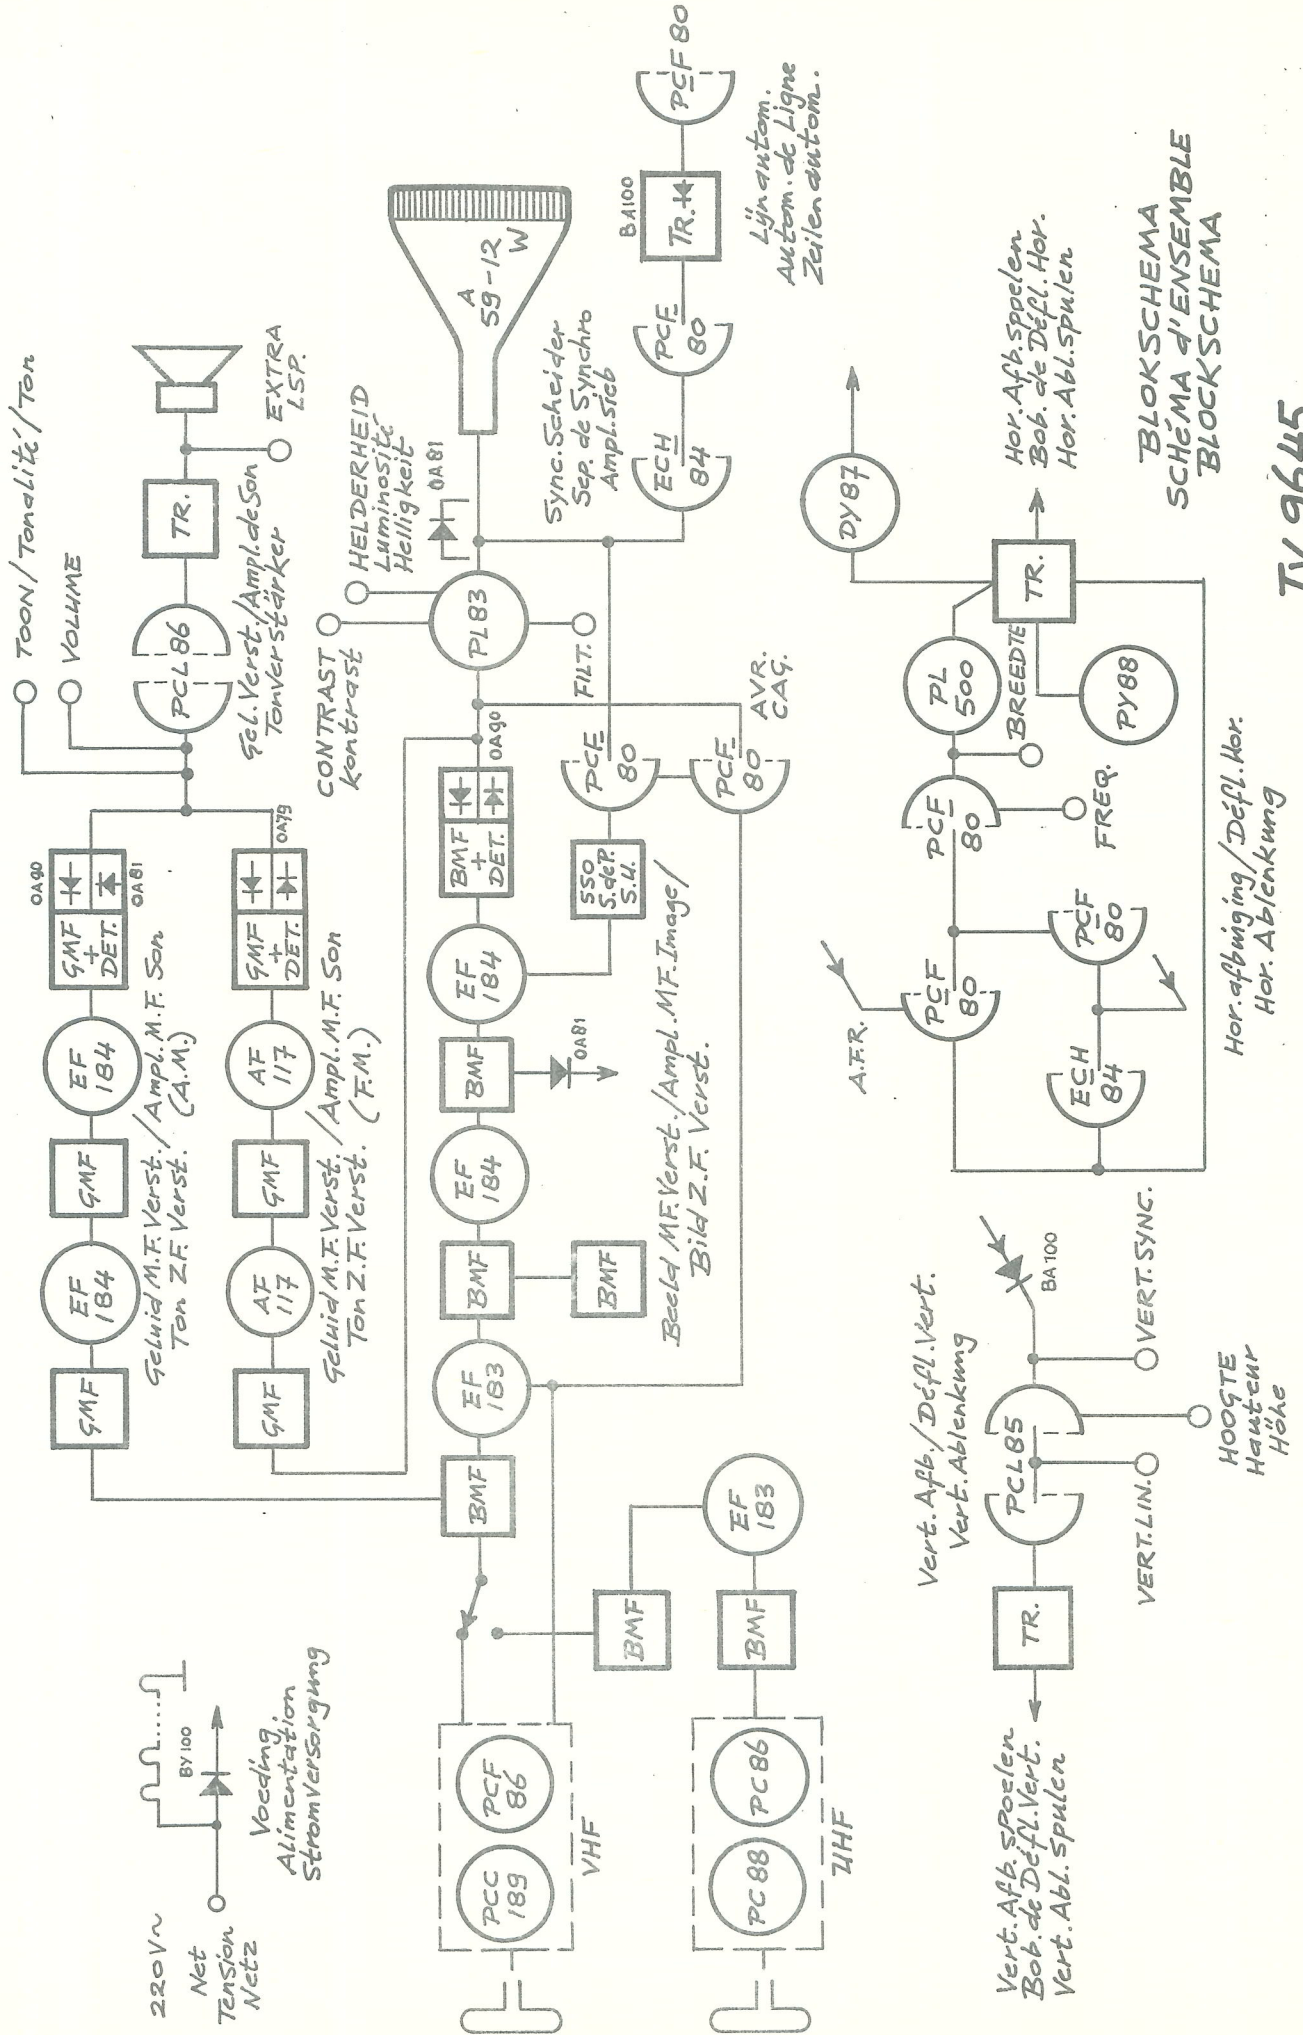 220V~
Net
Tension
Netz
BY100
Voeding
Alimentation
Stromversorgung
GMF
EF
184
GMF
EF
184
GMF
+
DET.
OA90
OA81
Geluid M.F. Verst./Ampl. M.F. Son
Ton Z.F. Verst. (A.M.)
GMF
AF
117
GMF
AF
117
GMF
+
DET.
OA79
Geluid M.F. Verst./Ampl. M.F. Son
Ton Z.F. Verst. (F.M.)
TOON/Tonalité/Ton
VOLUME
PCL86
TR.
Gel. Verst./Ampl. de Son
Tonverstärker
EXTRA
LSP.
PCC
189
PCF
86
VHF
BMF
EF
183
BMF
BMF
EF
184
BMF
OA81
EF
184
BMF
+
DET.
OA90
550
S.deP.
S.U.
Beeld MF. Verst./Ampl. MF. Image/
Bild Z.F. Verst.
CONTRAST
Kontrast
HELDERHEID
Luminosité
Helligkeit
PL83
FILT.
OA81
A
59-12
W
PCF
80
PCF
80
AVR.
CAG.
Sync. Scheider
Sep. de Synchro
Ampl. sieb
ECH
84
PCF
80
BA100
TR.
PCF 80
Lijn autom.
Autom. de Ligne
Zeilen autom.
PC88
PC86
UHF
BMF
EF
183
BMF
Vert. Afb. spoelen
Bob. de Défl. Vert.
Vert. Abl. Spulen
TR.
PCL85
Vert. Afb./Défl. Vert.
Vert. Ablenkung
VERT. LIN.
VERT. SYNC.
HOOGTE
Hauteur
Höhe
BA100
A.F.R.
PCF
80
ECH
84
PCF
80
PCF
80
FREQ.
BREEDTE
PL
500
DY87
PY88
TR.
Hor. afbuiging/Défl. Hor.
Hor. Ablenkung
Hor. Afb. sppelen
Bob. de Défl. Hor.
Hor. Abl. Spulen
BLOKSCHEMA
SCHÉMA d'ENSEMBLE
BLOCKSCHEMA
TV 9645